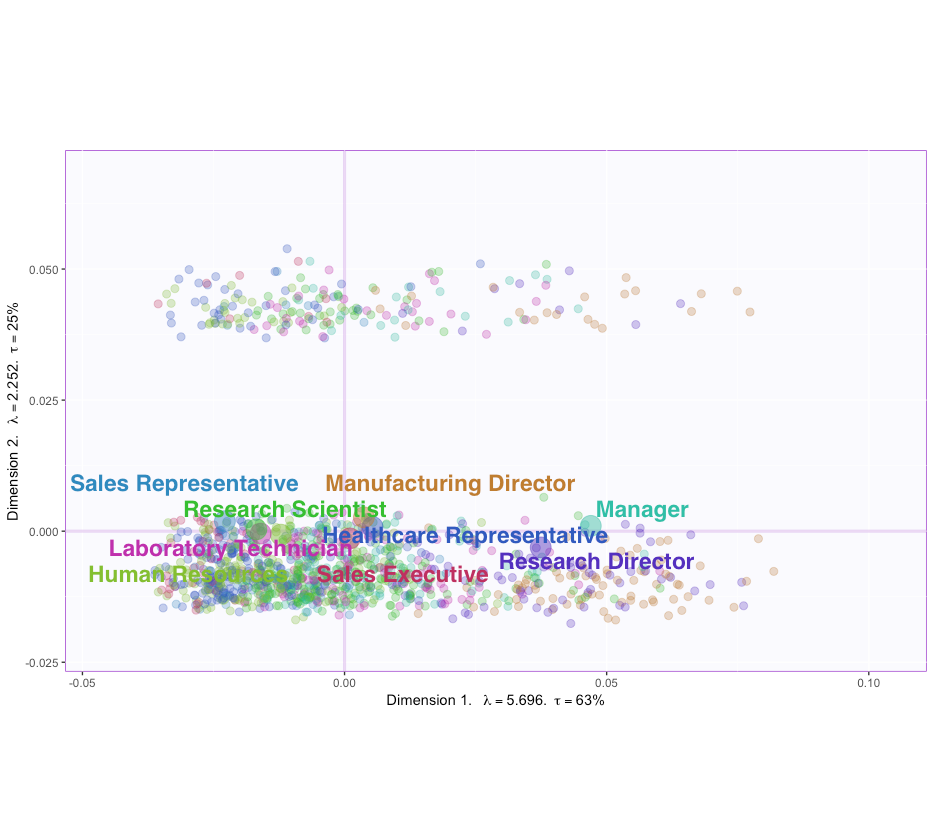 0.050
0.025
0.000
-0.025
-0.05
0.00
0.05
0.10
Dimension 2. λ = 2.252. τ = 25%
Dimension 1. λ = 5.696. τ = 63%
Sales Representative
Manufacturing Director
Research Scientist
Manager
Healthcare Representative
Laboratory Technician
Research Director
Human Resources
Sales Executive